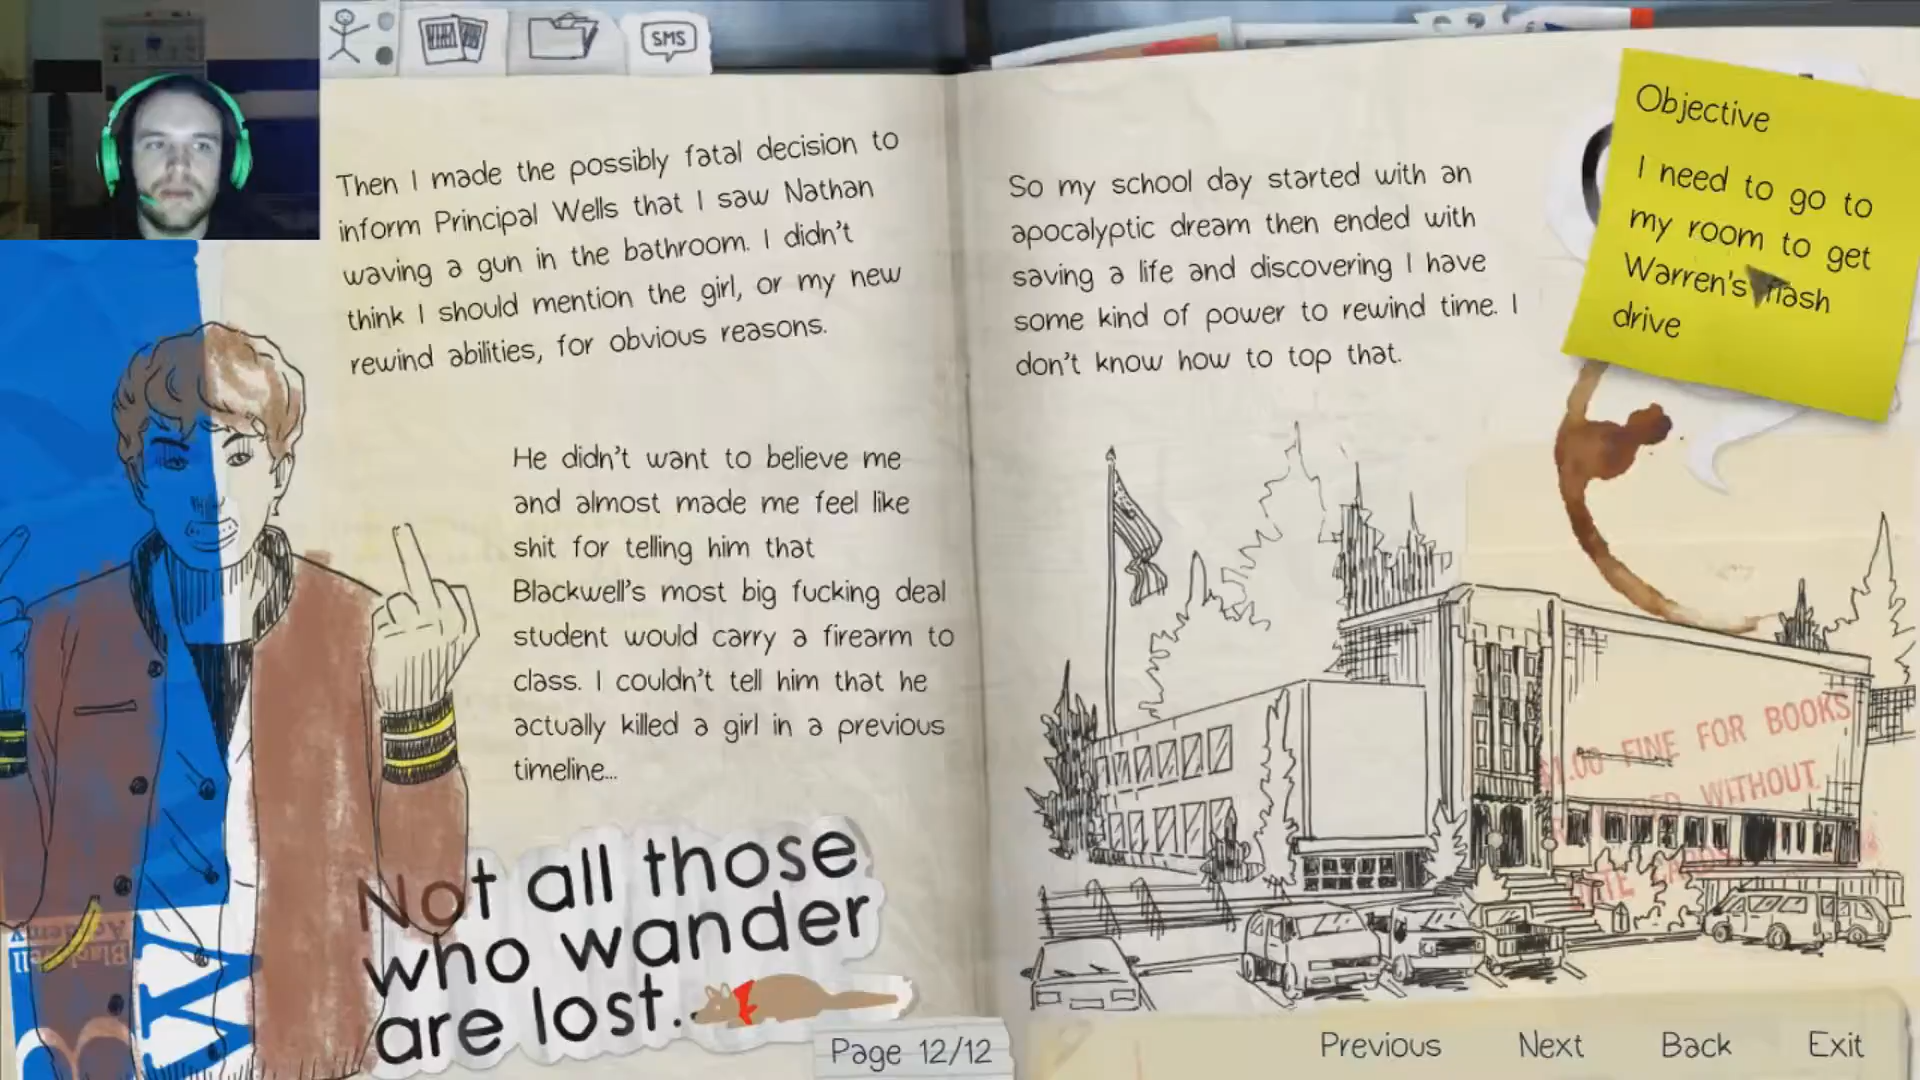 SMS
Then I made the possibly fatal decision to
inform Principal Wells that I saw Nathan
waving a gun in the bathroom. I didn't
think I should mention the girl, or my new
rewind abilities, for obvious reasons.
He didn't want to believe me
and almost made me feel like
shit for telling him that
Blackwell's most big fucking deal
student would carry a firearm to
class. I couldn't tell him that he
actually killed a girl in a previous
timeline...
Not all those
who wander
are lost.
Page 12/12
So my school day started with an
apocalyptic dream then ended with
saving a life and discovering I have
some kind of power to rewind time. I
don't know how to top that.
Objective
I need to go to
my room to get
Warren's flash
drive
$1.00 FINE FOR BOOKS
WITHOUT
Previous Next Back Exit